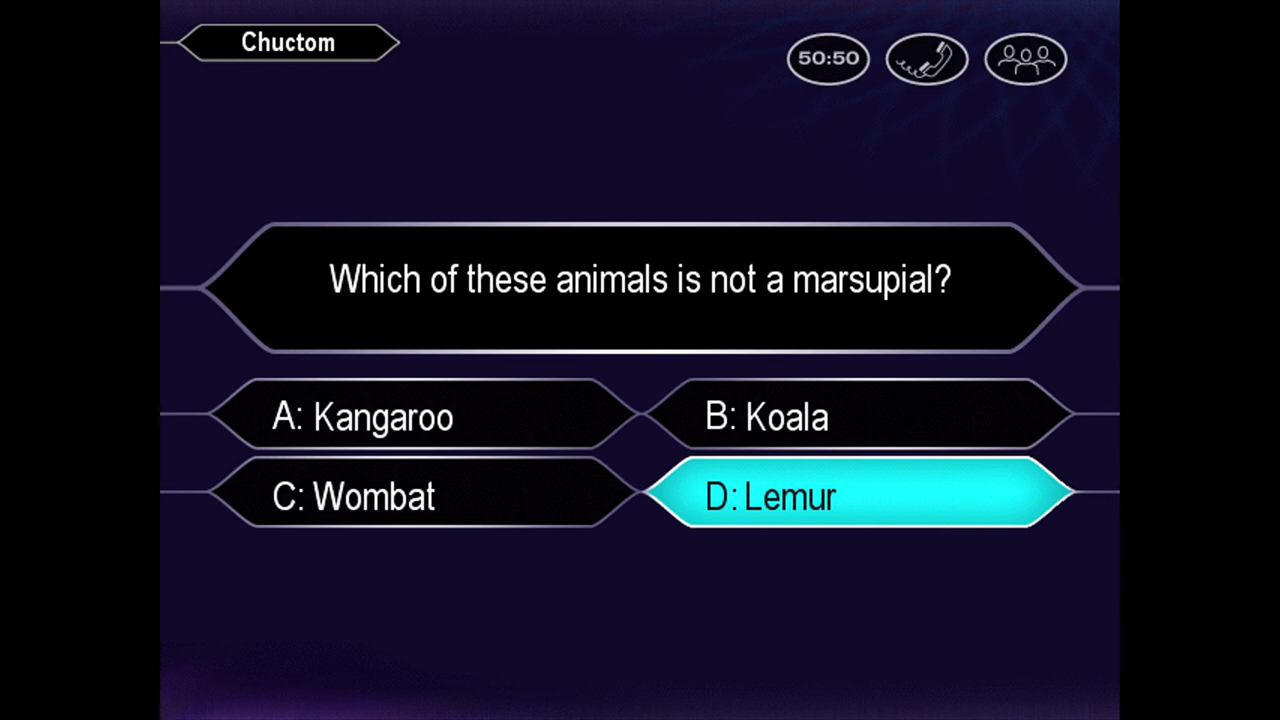 Chuctom
50:50
Which of these animals is not a marsupial?
A: Kangaroo
B: Koala
C: Wombat
D: Lemur